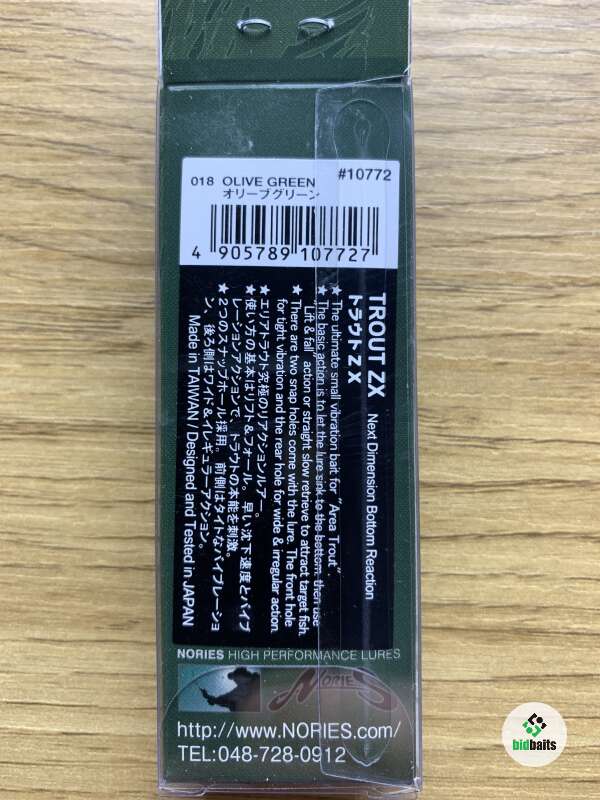 018 OLIVE GREEN #10772
オリーブグリーン
4 905789 107727
TROUT ZX Next Dimension Bottom Reaction
トラウトZX
★ The ultimate small vibration bait for "Area Trout".
★ The basic action is to let the lure sink to the bottom, then use
"Lift & fall" action or straight slow retrieve to attract target fish.
★ There are two snap holes come with the lure. The front hole
for tight vibration and the rear hole for wide & irregular action.
★ エリアトラウト究極のリアクションルアー。
★ 使い方の基本はリフト&フォール。 早い沈下速度とバイブ
レーションアクションで、トラウトの本能を刺激。
★ 2つのスナップホール採用。 前側はタイトなバイブレーショ
ン、後ろ側はワイド&イレギュラーアクション。
Made in TAIWAN / Designed and Tested in JAPAN
NORIES HIGH PERFORMANCE LURES
NORIES
http://www.NORIES.com/
TEL:048-728-0912
bidbaits